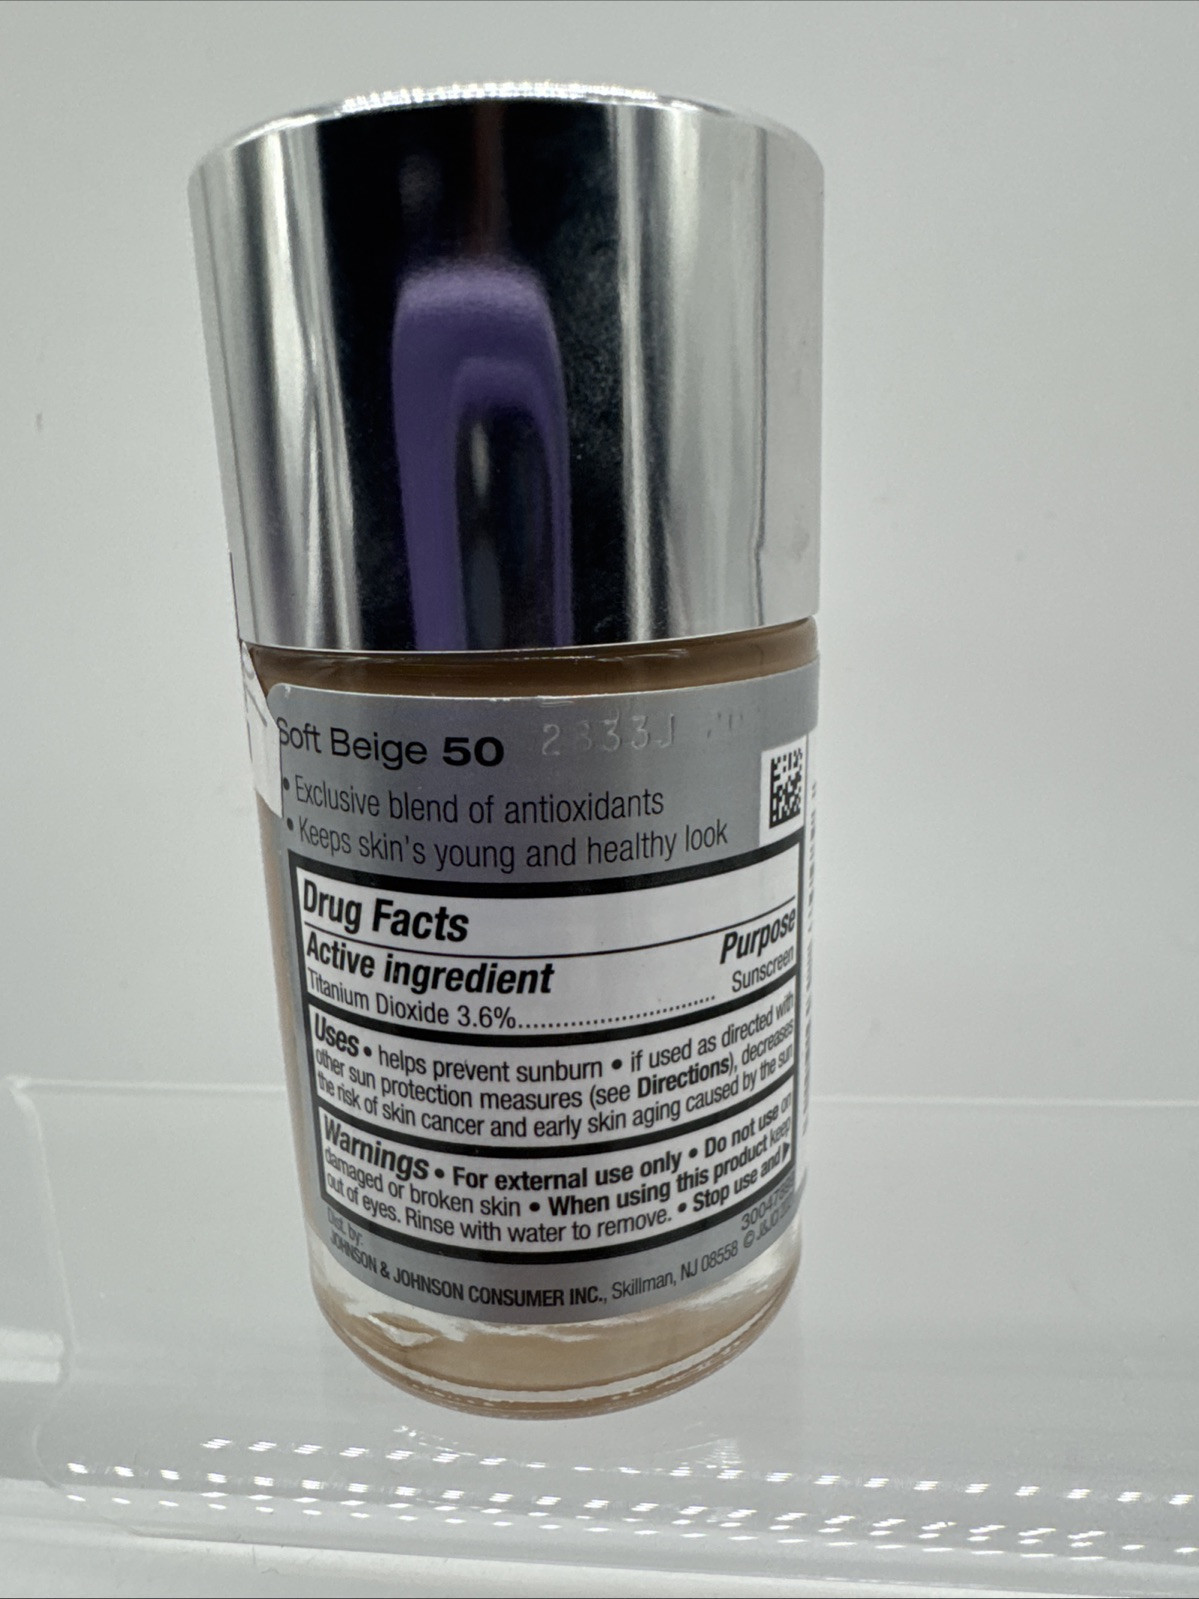 Soft Beige 50
• Exclusive blend of antioxidants
• Keeps skin's young and healthy look
Drug Facts
Active ingredient Purpose
Titanium Dioxide 3.6%.............................. Sunscreen
Uses • helps prevent sunburn • if used as directed with
other sun protection measures (see Directions), decreases
the risk of skin cancer and early skin aging caused by the sun
Warnings • For external use only • Do not use on
damaged or broken skin • When using this product keep
out of eyes. Rinse with water to remove. • Stop use and ▶
Dist. by:
JOHNSON & JOHNSON CONSUMER INC., Skillman, NJ 08558 © J&JCI